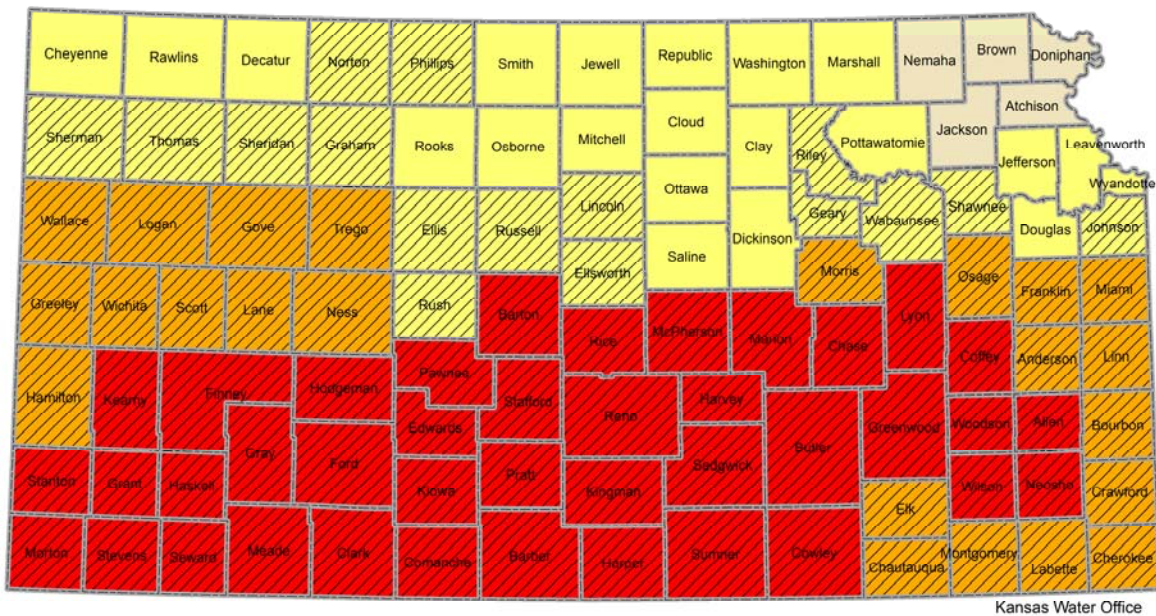 Cheyenne Rawlins Decatur Norton Phillips Smith Jewell Republic Washington Marshall Nemaha Brown Doniphan
Atchison
Sherman Thomas Sheridan Graham Rooks Osborne Mitchell Cloud Clay Riley Pottawatomie Jackson Jefferson Leavenworth
Wyandotte
Ottawa
Wallace Logan Gove Trego Ellis Russell Lincoln Geary Wabaunsee Shawnee
Dickinson Douglas Johnson
Saline
Ellsworth Morris Osage
Greeley Wichita Scott Lane Ness Rush Barton Franklin Miami
Rice McPherson Marion Chase Lyon
Coffey Anderson Linn
Hamilton Kearny Finney Hodgeman Pawnee Stafford Reno Harvey
Edwards Butler Greenwood Woodson Allen Bourbon
Gray Ford Sedgwick
Stanton Grant Haskell Kiowa Pratt Kingman Wilson Neosho Crawford
Elk
Morton Stevens Seward Meade Clark Comanche Barber Harper Sumner Cowley Chautauqua Montgomery Labette Cherokee
Kansas Water Office